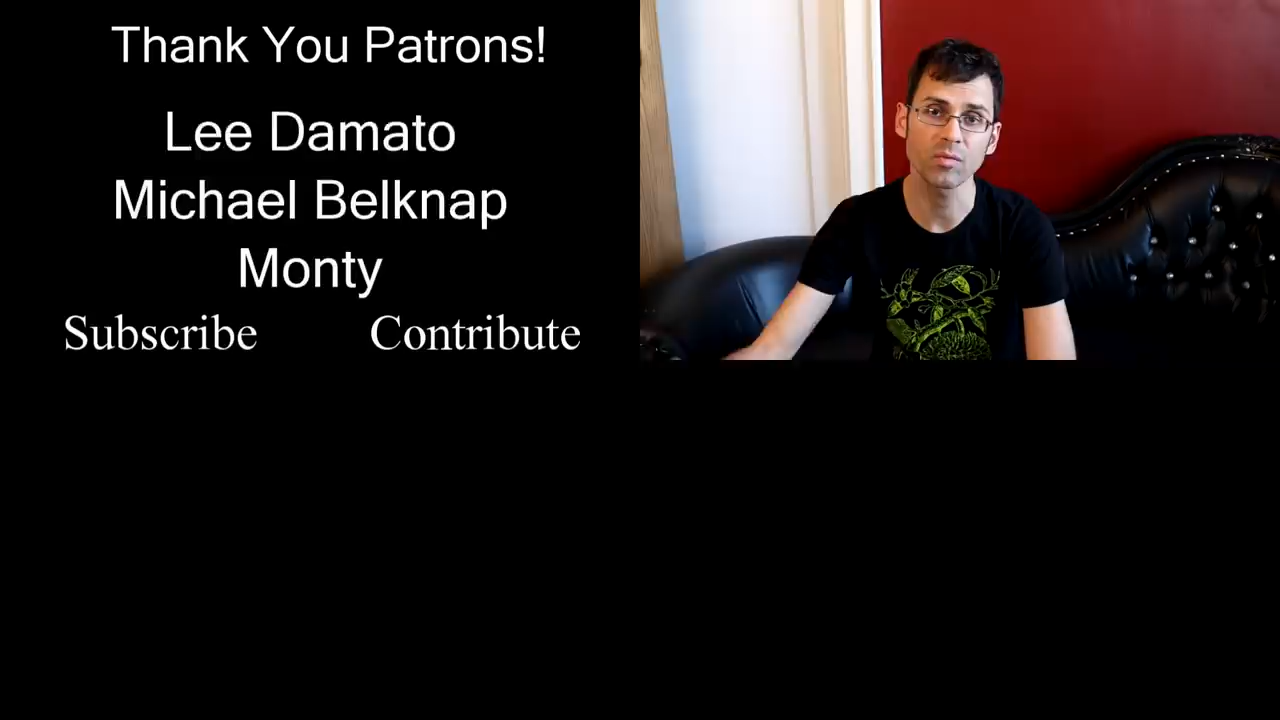 Thank You Patrons!
Lee Damato
Michael Belknap
Monty
Subscribe Contribute